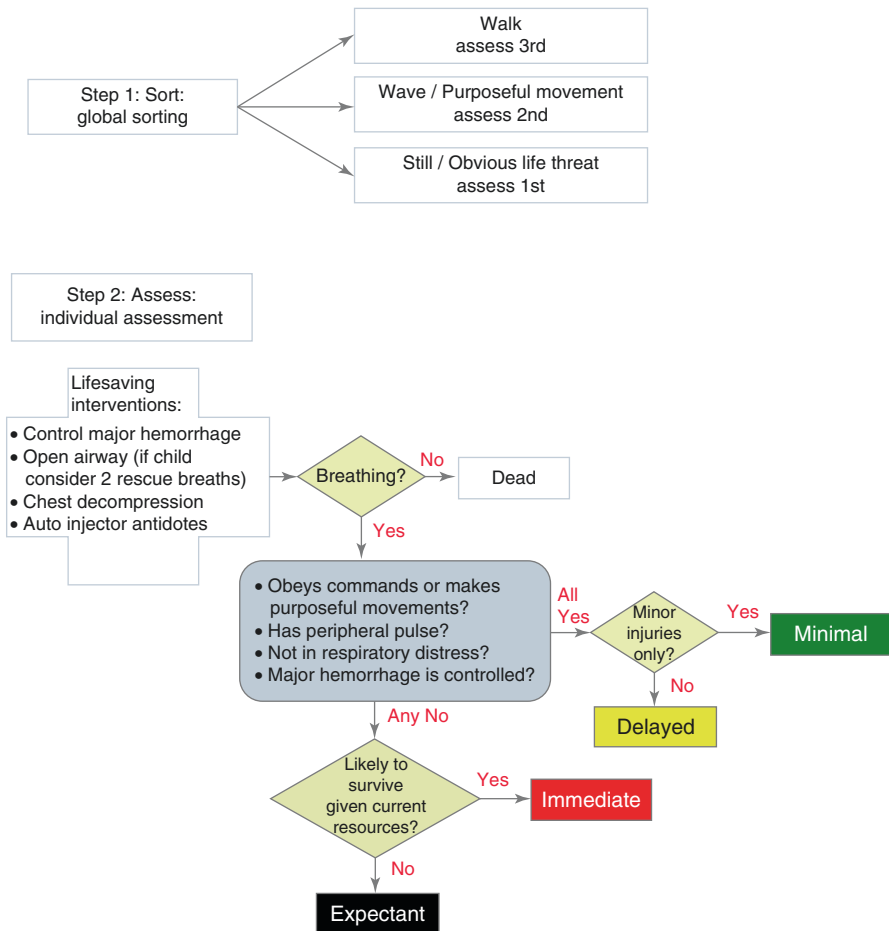 Walk
assess 3rd
Step 1: Sort:
global sorting
Wave / Purposeful movement
assess 2nd
Still / Obvious life threat
assess 1st
Step 2: Assess:
individual assessment
Lifesaving
interventions:
• Control major hemorrhage
• Open airway (if child
consider 2 rescue breaths)
• Chest decompression
• Auto injector antidotes
Breathing?
No
Dead
Yes
• Obeys commands or makes
purposeful movements?
• Has peripheral pulse?
• Not in respiratory distress?
• Major hemorrhage is controlled?
All
Yes
Minor
injuries
only?
Yes
Minimal
No
Delayed
Any No
Likely to
survive
given current
resources?
Yes
Immediate
No
Expectant